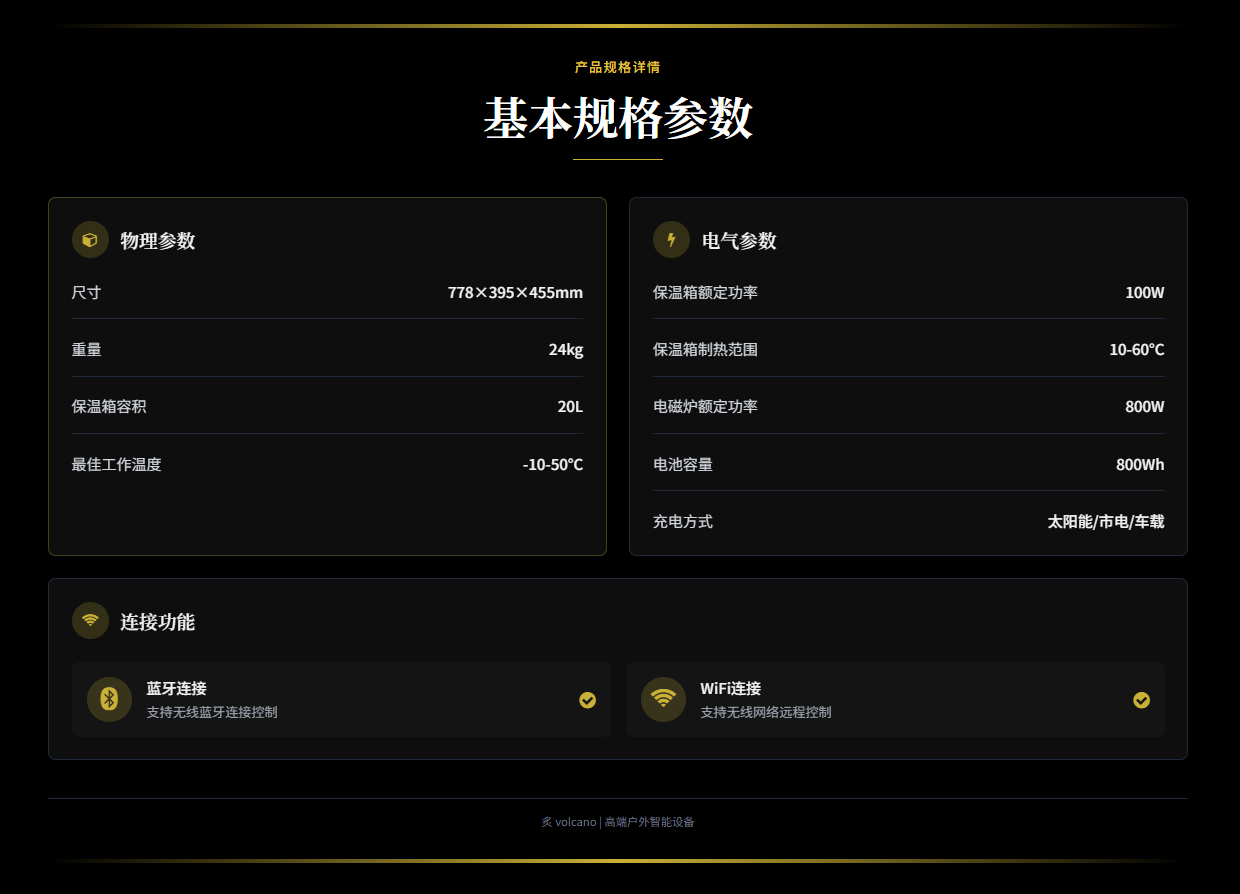 产品规格详情
基本规格参数
物理参数
尺寸 778×395×455mm
重量 24kg
保温箱容积 20L
最佳工作温度 -10-50℃
电气参数
保温箱额定功率 100W
保温箱制热范围 10-60℃
电磁炉额定功率 800W
电池容量 800Wh
充电方式 太阳能/市电/车载
连接功能
蓝牙连接
支持无线蓝牙连接控制
WiFi连接
支持无线网络远程控制
炙 volcano | 高端户外智能设备